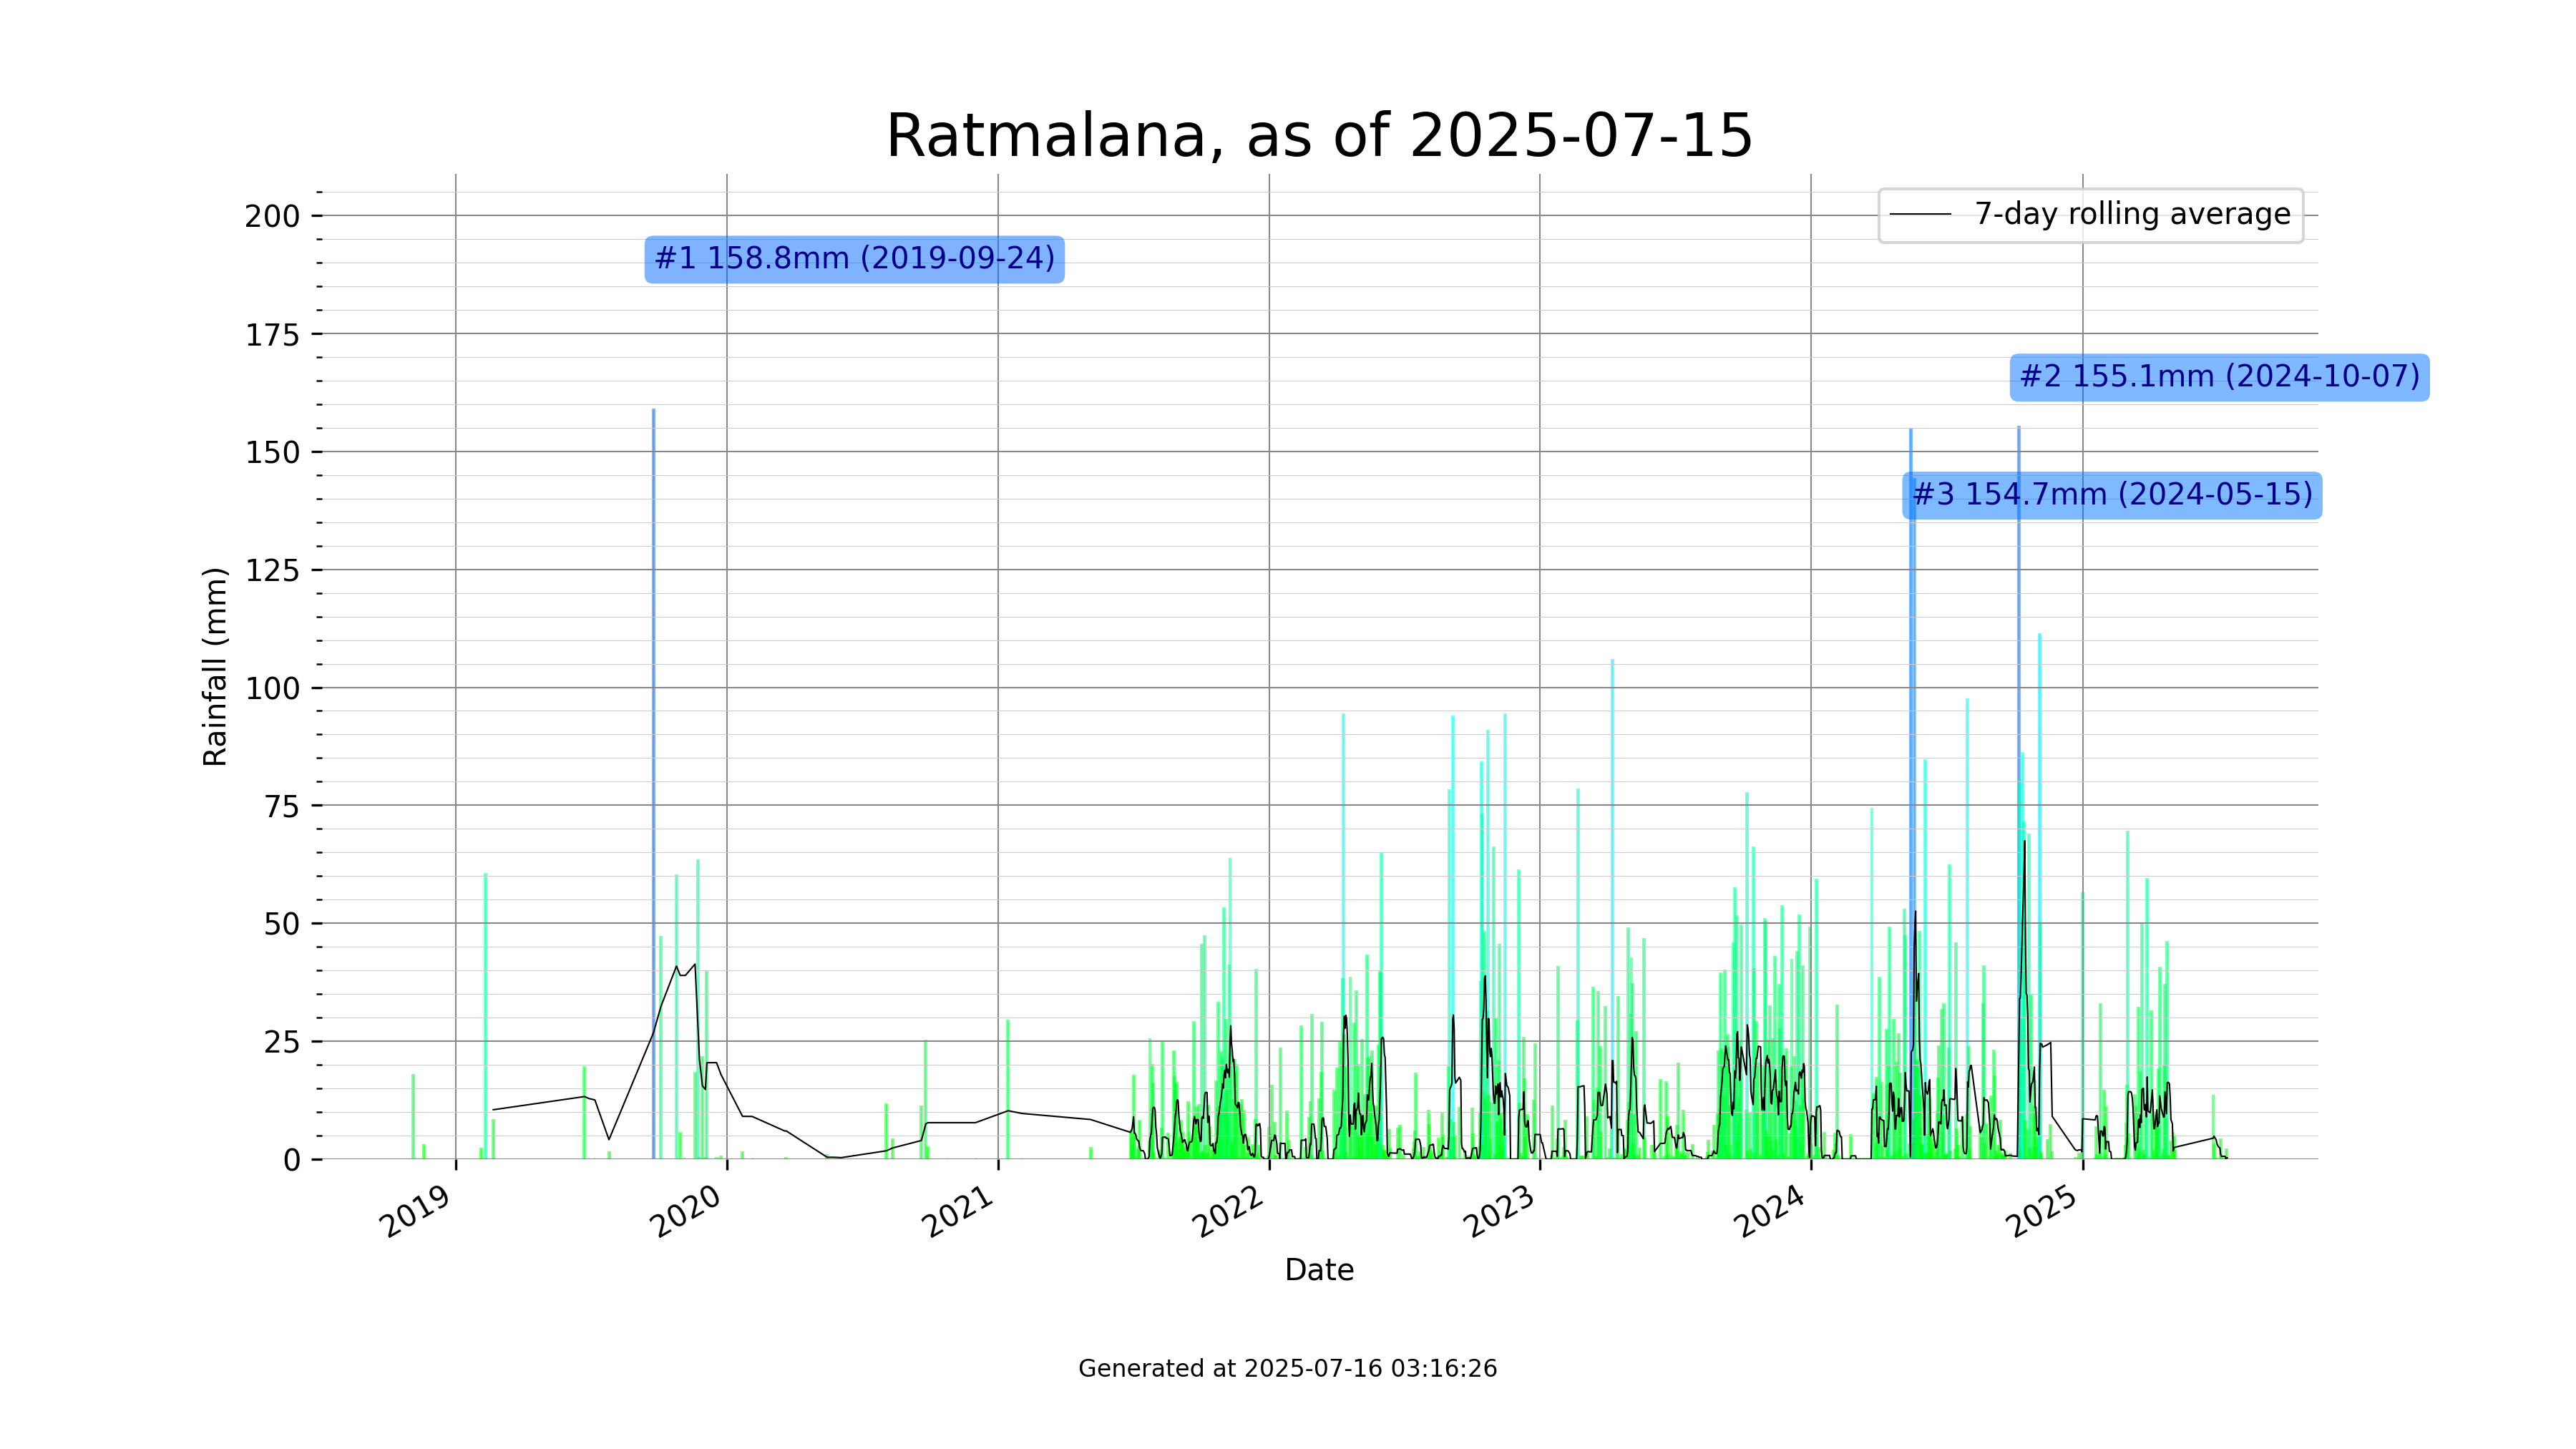 Ratmalana, as of 2025-07-15
7-day rolling average
#1 158.8mm (2019-09-24)
#2 155.1mm (2024-10-07)
#3 154.7mm (2024-05-15)
Rainfall (mm)
200
175
150
125
100
75
50
25
0
2019
2020
2021
2022
2023
2024
2025
Date
Generated at 2025-07-16 03:16:26